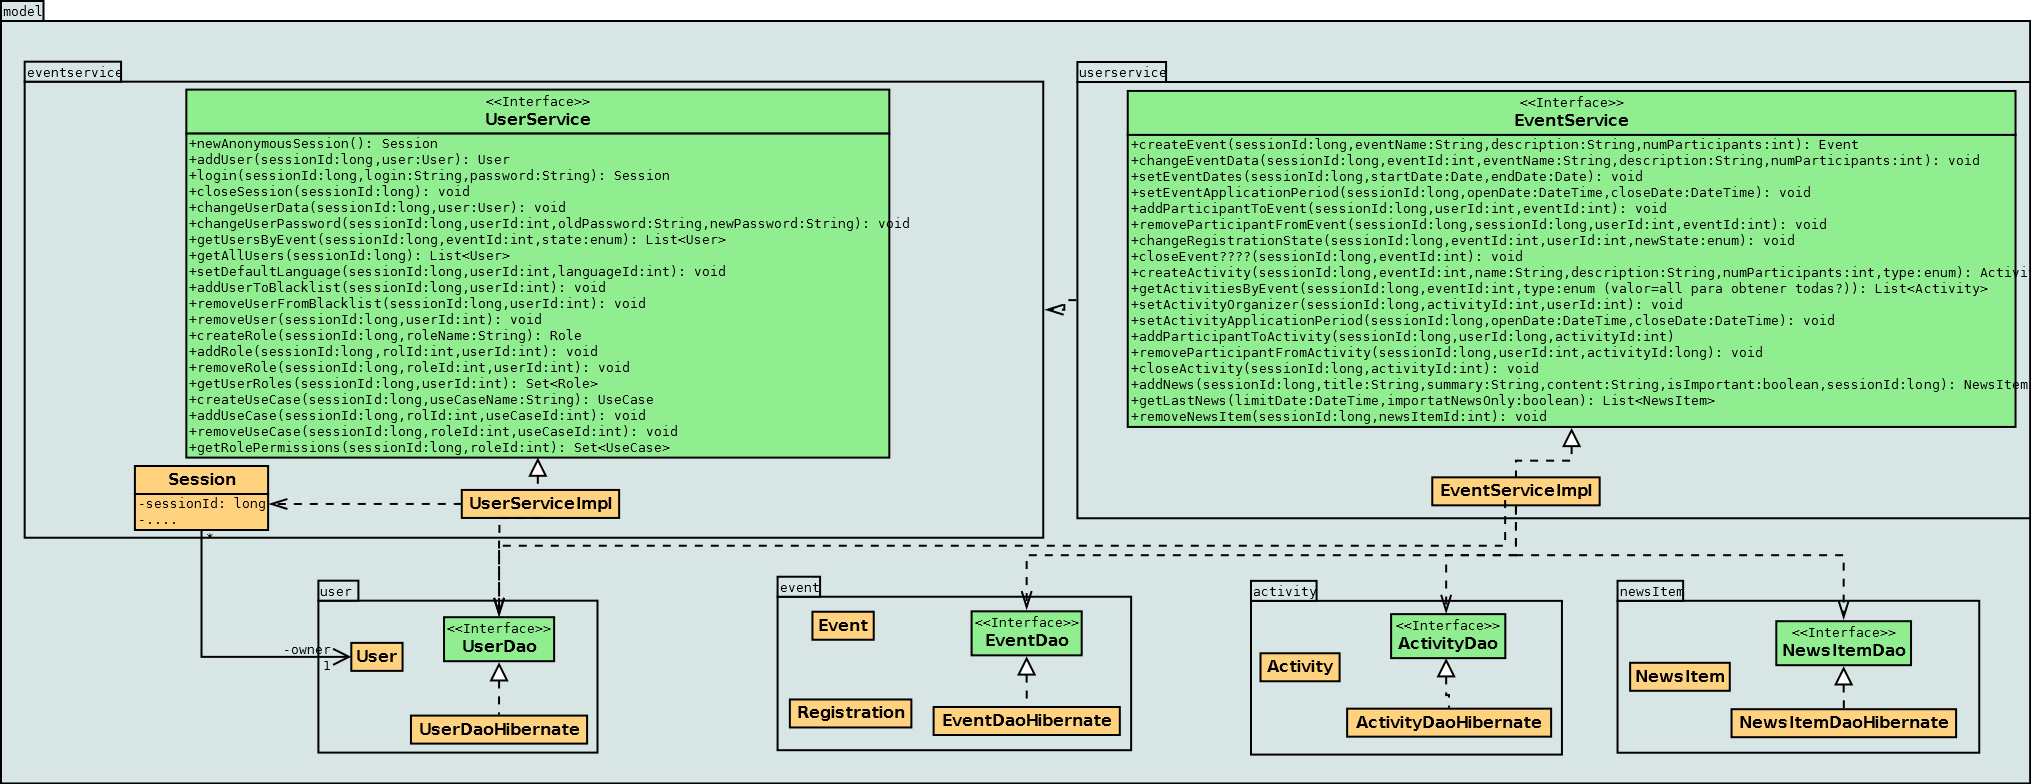 model
eventservice
<<Interface>>
UserService
+newAnonymousSession(): Session
+addUser(sessionId:long,user:User): User
+login(sessionId:long,login:String,password:String): Session
+closeSession(sessionId:long): void
+changeUserData(sessionId:long,user:User): void
+changeUserPassword(sessionId:long,userId:int,oldPassword:String,newPassword:String): void
+getUsersByEvent(sessionId:long,eventId:int,state:enum): List<User>
+getAllUsers(sessionId:long): List<User>
+setDefaultLanguage(sessionId:long,userId:int,languageId:int): void
+addUserToBlacklist(sessionId:long,userId:int): void
+removeUserFromBlacklist(sessionId:long,userId:int): void
+removeUser(sessionId:long,userId:int): void
+createRole(sessionId:long,roleName:String): Role
+addRole(sessionId:long,rolId:int,userId:int): void
+removeRole(sessionId:long,roleId:int,userId:int): void
+getUserRoles(sessionId:long,userId:int): Set<Role>
+createUseCase(sessionId:long,useCaseName:String): UseCase
+addUseCase(sessionId:long,rolId:int,useCaseId:int): void
+removeUseCase(sessionId:long,roleId:int,useCaseId:int): void
+getRolePermissions(sessionId:long,roleId:int): Set<UseCase>
Session
-sessionId: long
-....
UserServiceImpl
userservice
<<Interface>>
EventService
+createEvent(sessionId:long,eventName:String,description:String,numParticipants:int): Event
+changeEventData(sessionId:long,eventId:int,eventName:String,description:String,numParticipants:int): void
+setEventDates(sessionId:long,startDate:Date,endDate:Date): void
+setEventApplicationPeriod(sessionId:long,openDate:DateTime,closeDate:DateTime): void
+addParticipantToEvent(sessionId:long,userId:int,eventId:int): void
+removeParticipantFromEvent(sessionId:long,sessionId:long,userId:int,eventId:int): void
+changeRegistrationState(sessionId:long,eventId:int,userId:int,newState:enum): void
+closeEvent????(sessionId:long,eventId:int): void
+createActivity(sessionId:long,eventId:int,name:String,description:String,numParticipants:int,type:enum): Activi
+getActivitiesByEvent(sessionId:long,eventId:int,type:enum (valor=all para obtener todas?)): List<Activity>
+setActivityOrganizer(sessionId:long,activityId:int,userId:int): void
+setActivityApplicationPeriod(sessionId:long,openDate:DateTime,closeDate:DateTime): void
+addParticipantToActivity(sessionId:long,userId:long,activityId:int)
+removeParticipantFromActivity(sessionId:long,userId:int,activityId:long): void
+closeActivity(sessionId:long,activityId:int): void
+addNews(sessionId:long,title:String,summary:String,content:String,isImportant:boolean,sessionId:long): NewsItem
+getLastNews(limitDate:DateTime,importatNewsOnly:boolean): List<NewsItem>
+removeNewsItem(sessionId:long,newsItemId:int): void
EventServiceImpl
*
-owner
1
user
User
<<Interface>>
UserDao
UserDaoHibernate
event
Event
<<Interface>>
EventDao
Registration
EventDaoHibernate
activity
<<Interface>>
ActivityDao
Activity
ActivityDaoHibernate
newsItem
<<Interface>>
NewsItemDao
NewsItem
NewsItemDaoHibernate